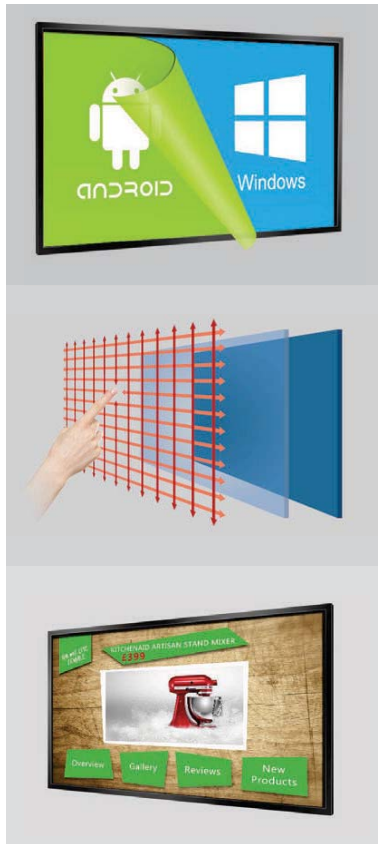 ANDROID
Windows
KITCHENAID ARTISAN STAND MIXER
£399
Overview
Gallery
Reviews
New
Products